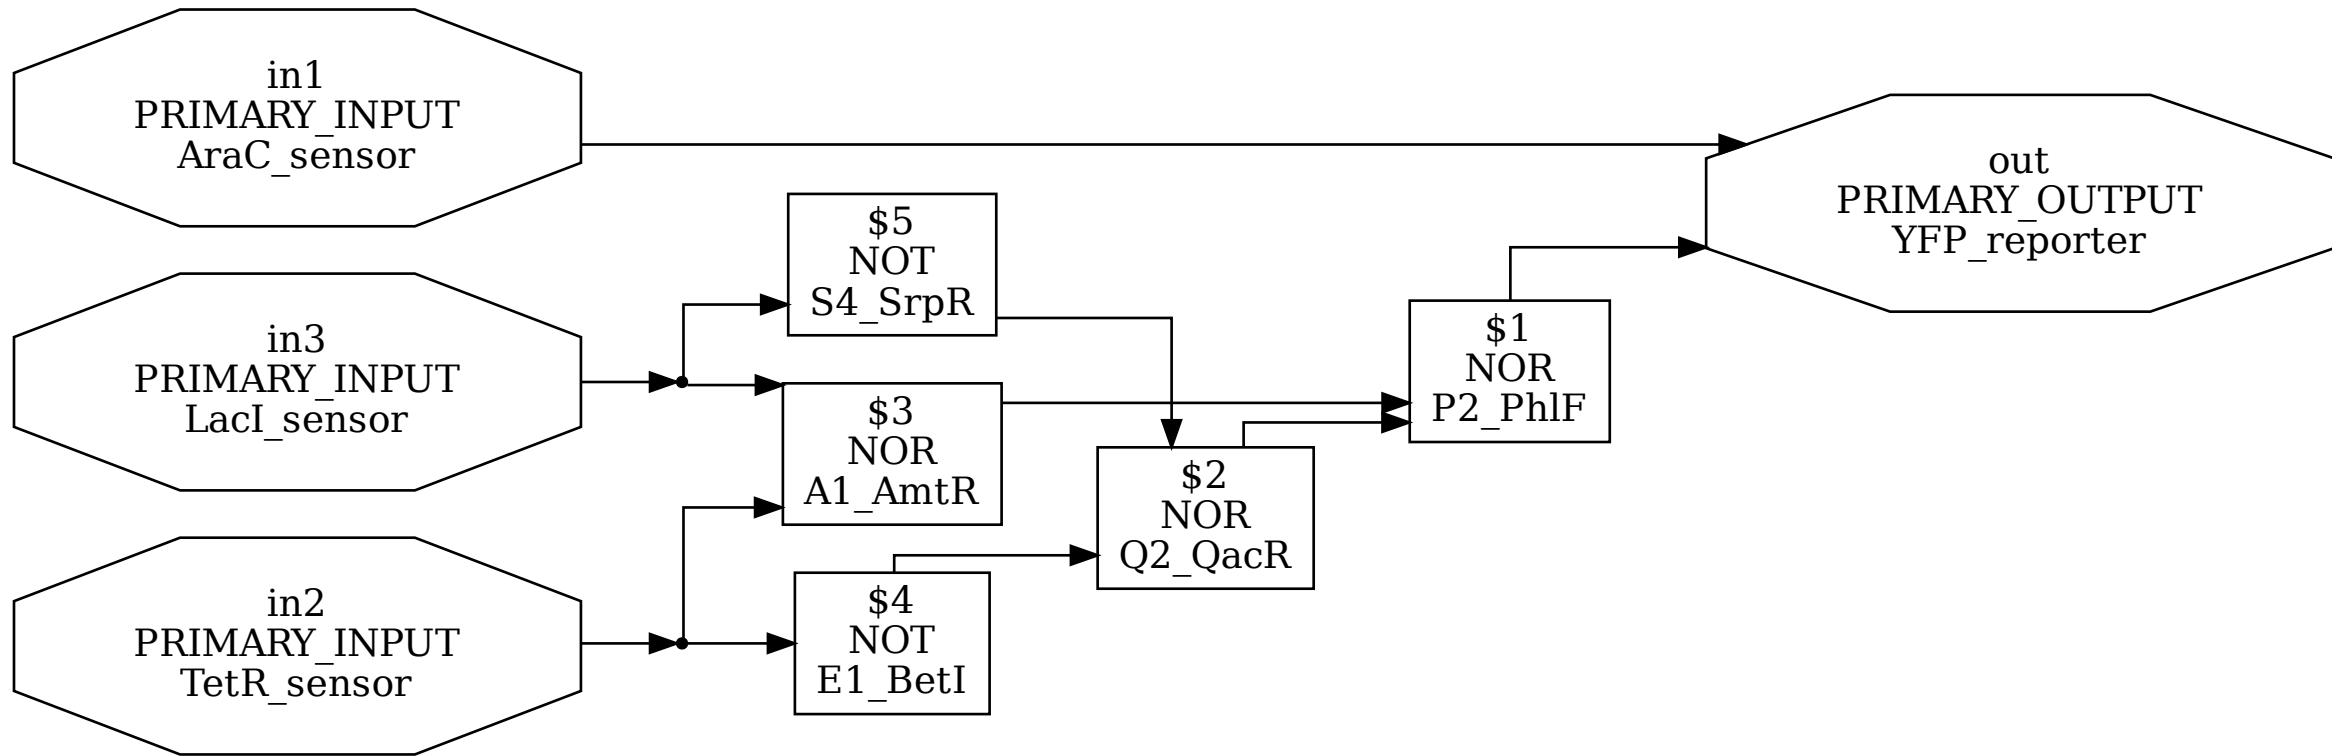 in1
PRIMARY_INPUT
AraC_sensor
out
PRIMARY_OUTPUT
YFP_reporter
$5
NOT
S4_SrpR
in3
PRIMARY_INPUT
LacI_sensor
$1
NOR
P2_PhlF
$3
NOR
A1_AmtR
$2
NOR
Q2_QacR
in2
PRIMARY_INPUT
TetR_sensor
$4
NOT
E1_BetI